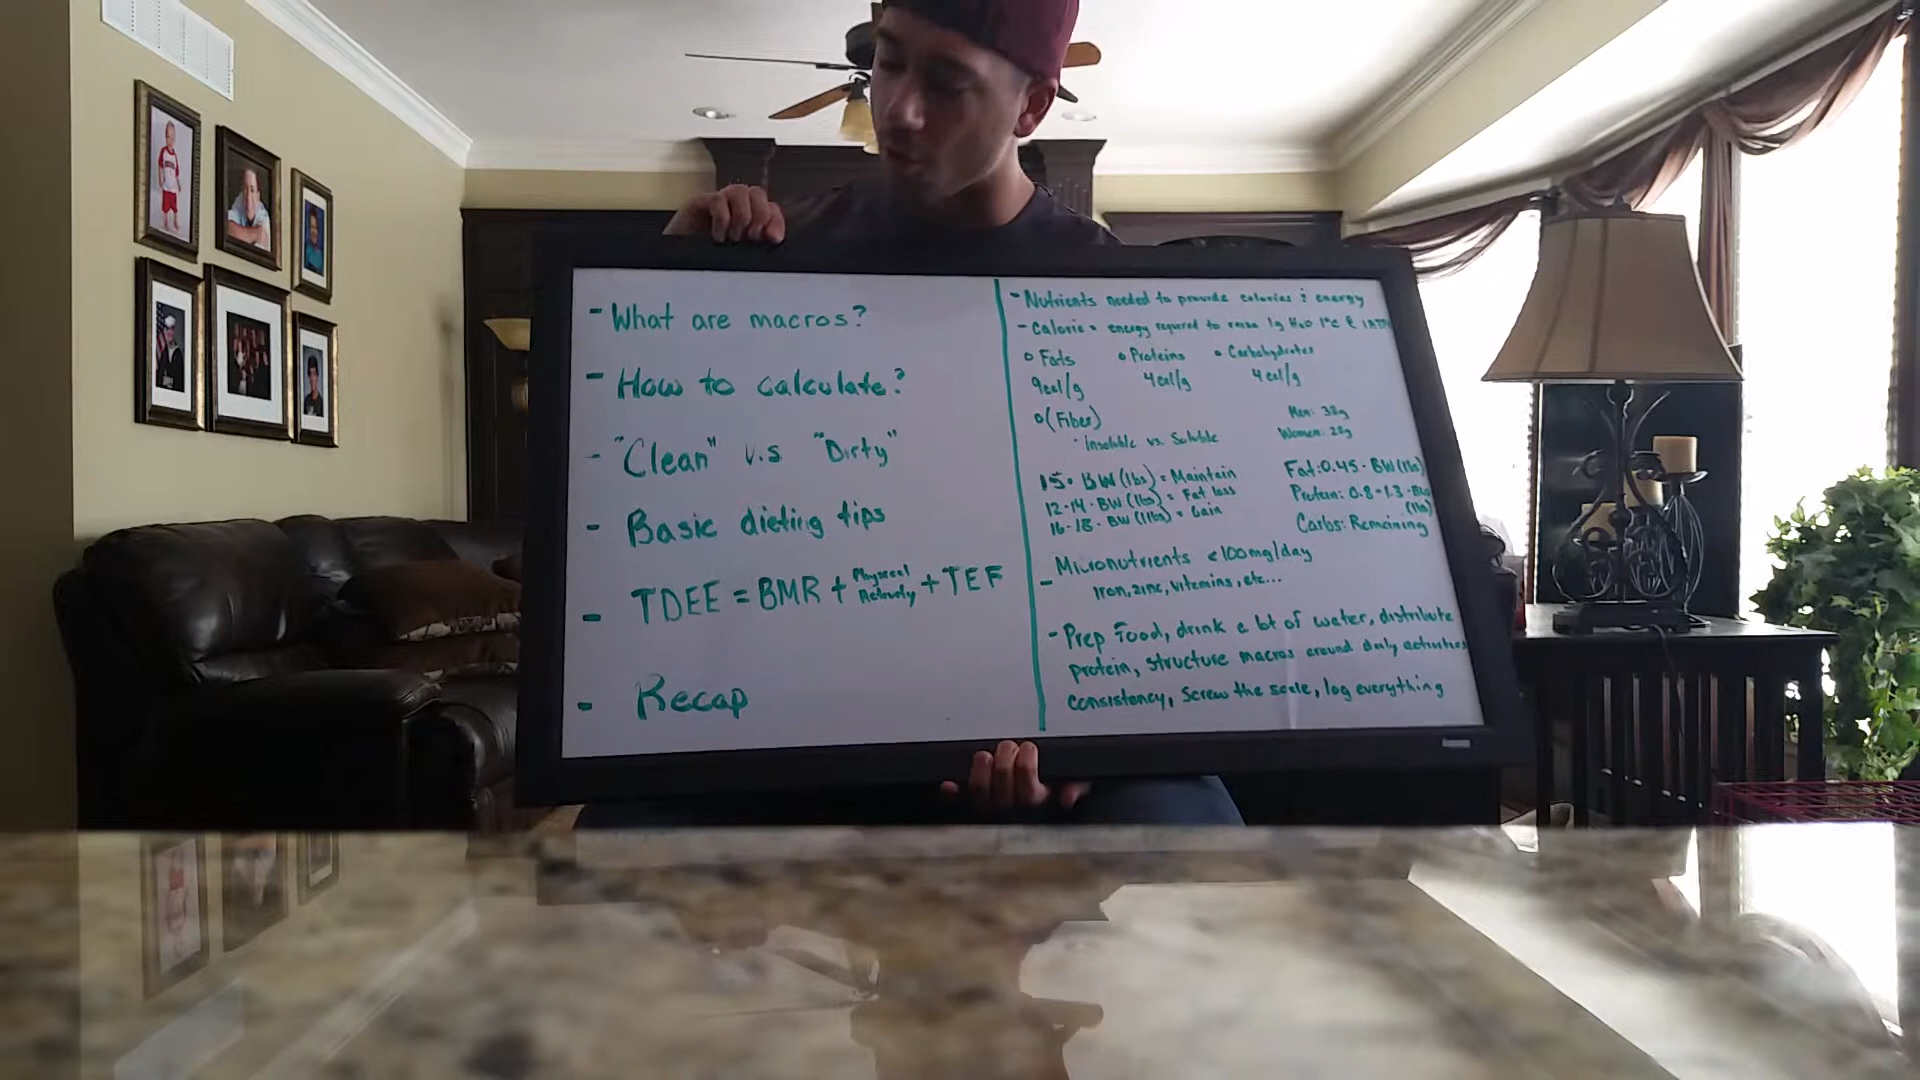 - What are macros?
- How to calculate?
- "Clean" v.s "Dirty"
- Basic dieting tips
- TDEE = BMR + Physical Activity + TEF
- Recap
- Nutrients needed to provide calories & energy
- Calorie = energy required to raise 1g H2O 1°C @ 1 ATM
o Fats o Proteins o Carbohydrates
9cal/g 4cal/g 4cal/g
o (Fiber)
Men: 38g
· Insoluble vs. Soluble
Women: 28g
15 · BW (lbs) = Maintain
12-14 · BW (lbs) = Fat loss
16-18 · BW (lbs) = Gain
Fat: 0.45 · BW (lbs)
Protein: 0.8-1.3 · BW
(lbs)
Carbs: Remaining
- Micronutrients <100mg/day
Iron, zinc, vitamins, etc...
- Prep food, drink a lot of water, distribute
protein, structure macros around daily activities
consistency, screw the scale, log everything